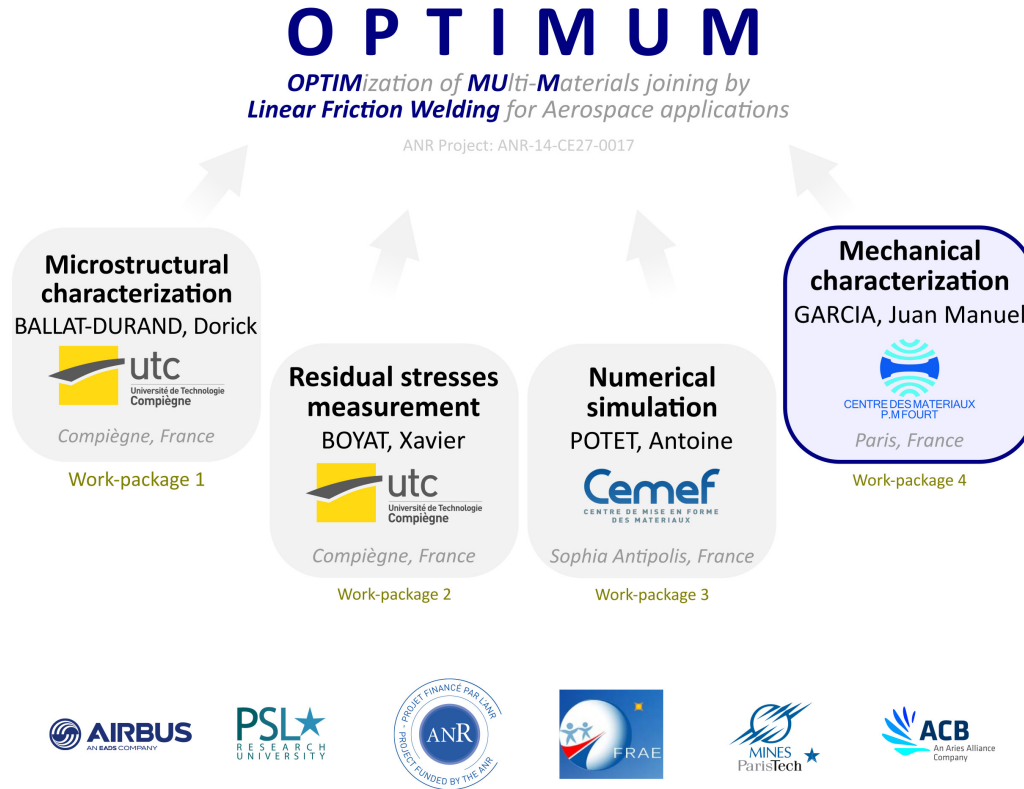 OPTIMUM
OPTIMization of MUlti-Materials joining by
Linear Friction Welding for Aerospace applications
ANR Project: ANR-14-CE27-0017
Microstructural
characterization
BALLAT-DURAND, Dorick
utc
Université de Technologie
Compiègne
Compiègne, France
Work-package 1
Residual stresses
measurement
BOYAT, Xavier
utc
Université de Technologie
Compiègne
Compiègne, France
Work-package 2
Numerical
simulation
POTET, Antoine
Cemef
CENTRE DE MISE EN FORME
DES MATERIAUX
Sophia Antipolis, France
Work-package 3
Mechanical
characterization
GARCIA, Juan Manuel
CENTRE DES MATERIAUX
P.M FOURT
Paris, France
Work-package 4
AIRBUS
AN EADS COMPANY
PSL
RESEARCH
UNIVERSITY
PROJET FINANCÉ PAR L'ANR
ANR
PROJECT FUNDED BY THE ANR
FRAE
MINES
ParisTech
ACB
An Aries Alliance
Company